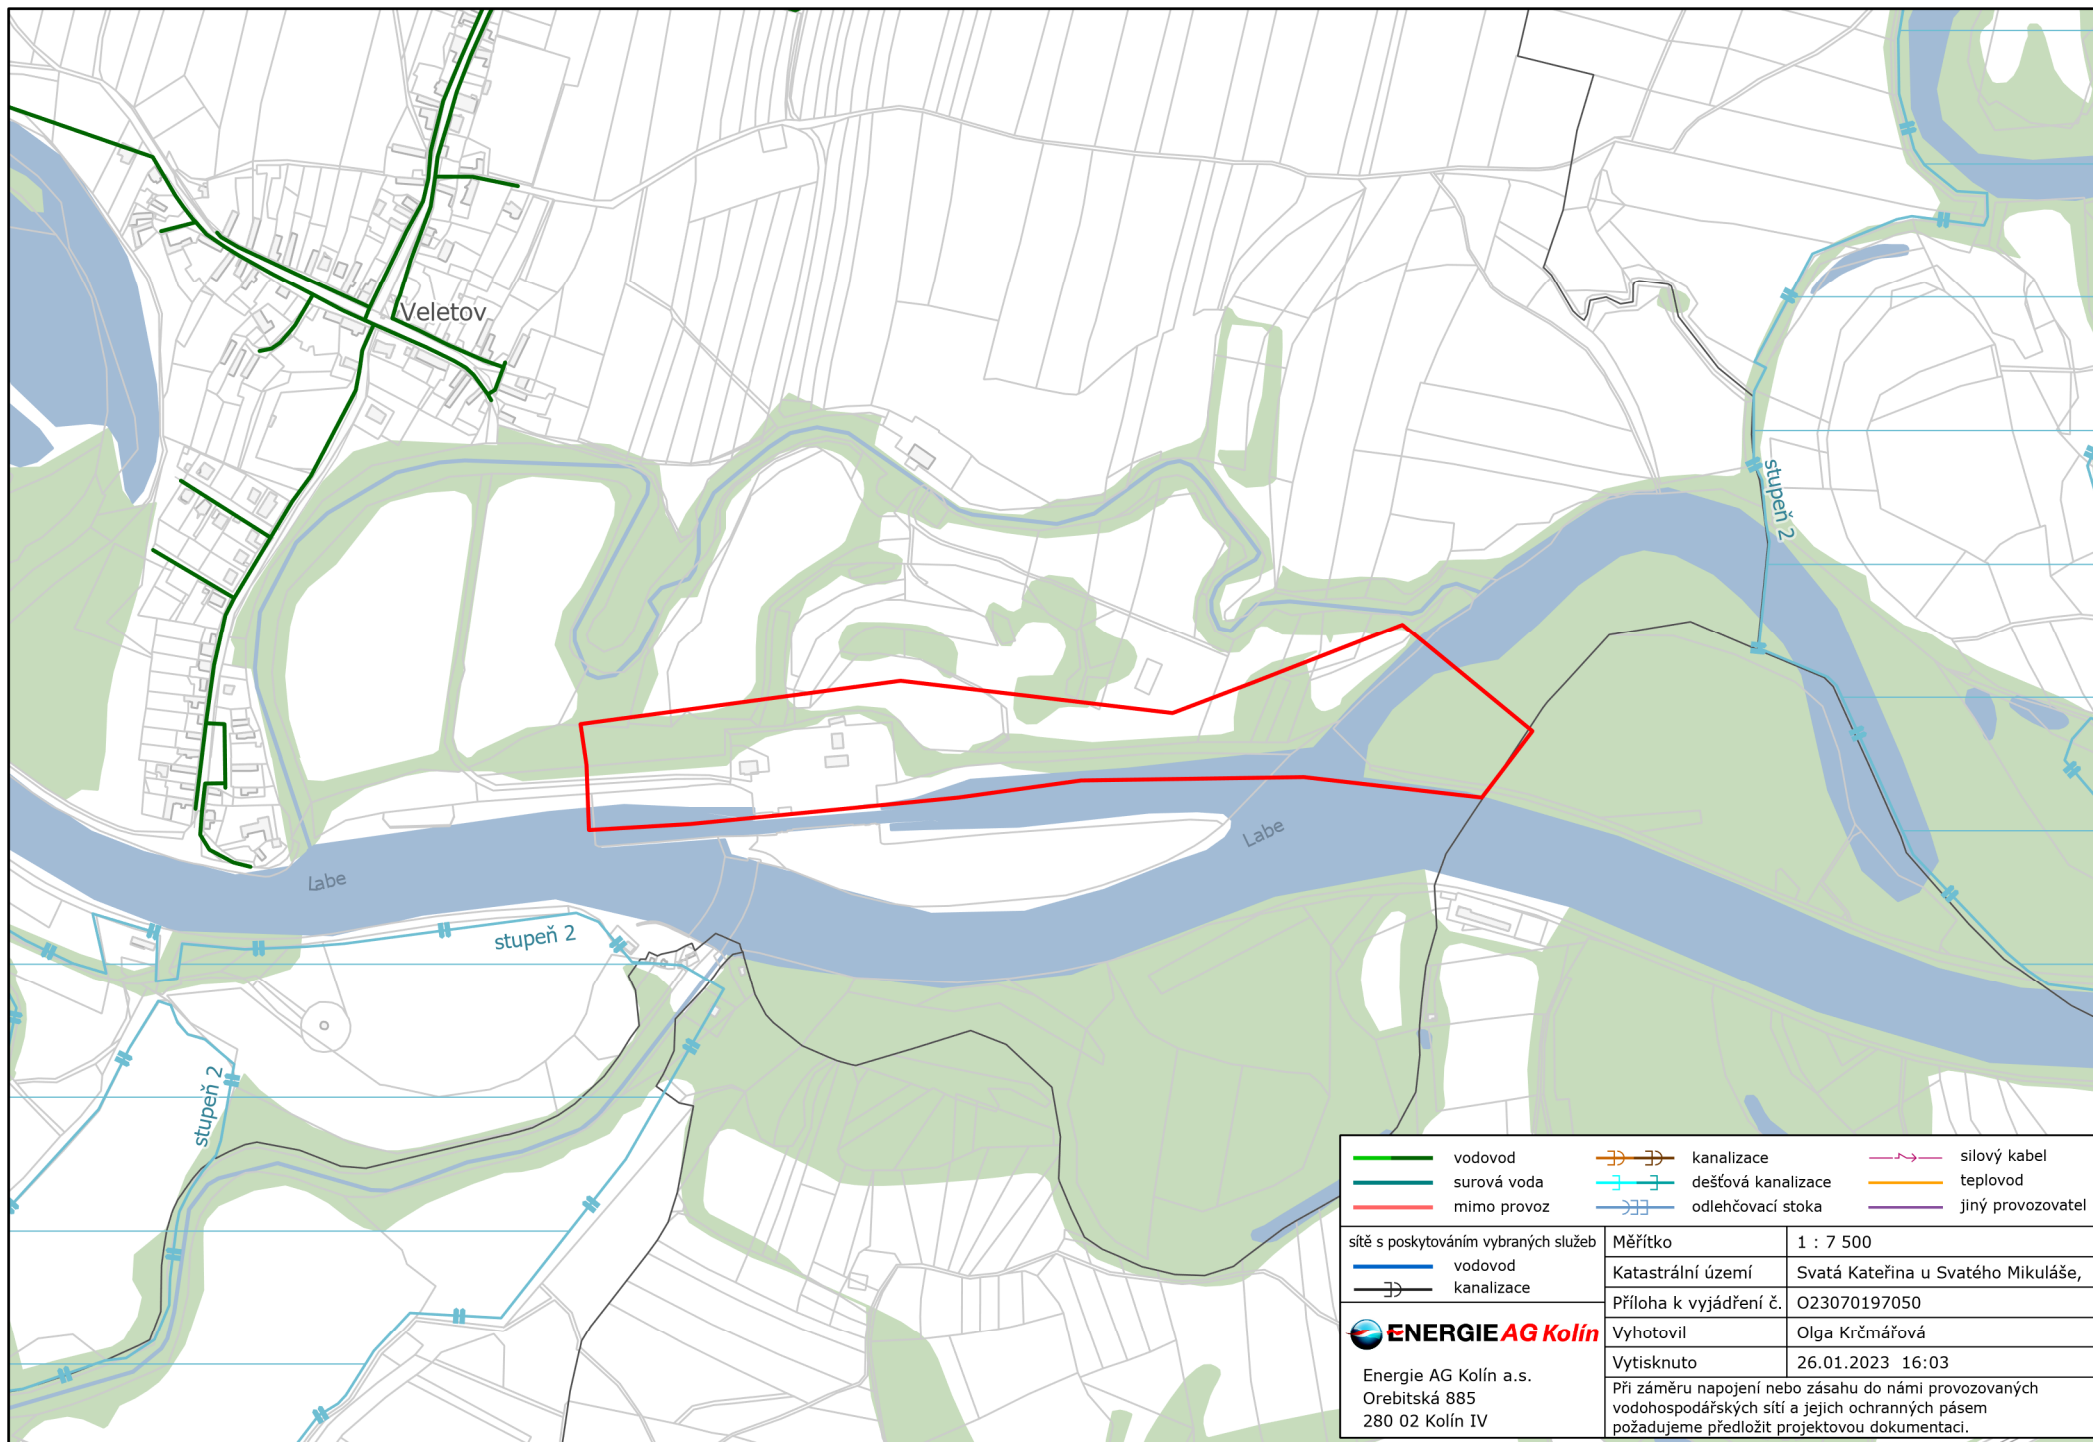 Veletov
stupeň 2
Labe
Labe
stupeň 2
stupeň 2
vodovod
surová voda
mimo provoz
kanalizace
dešťová kanalizace
odlehčovací stoka
silový kabel
teplovod
jiný provozovatel
sítě s poskytováním vybraných služeb
vodovod
kanalizace
ENERGIE AG Kolín
Energie AG Kolín a.s.
Orebitská 885
280 02 Kolín IV
Měřítko 1 : 7 500
Katastrální území Svatá Kateřina u Svatého Mikuláše,
Příloha k vyjádření č. O23070197050
Vyhotovil Olga Krčmářová
Vytisknuto 26.01.2023 16:03
Při záměru napojení nebo zásahu do námi provozovaných
vodohospodářských sítí a jejich ochranných pásem
požadujeme předložit projektovou dokumentaci.